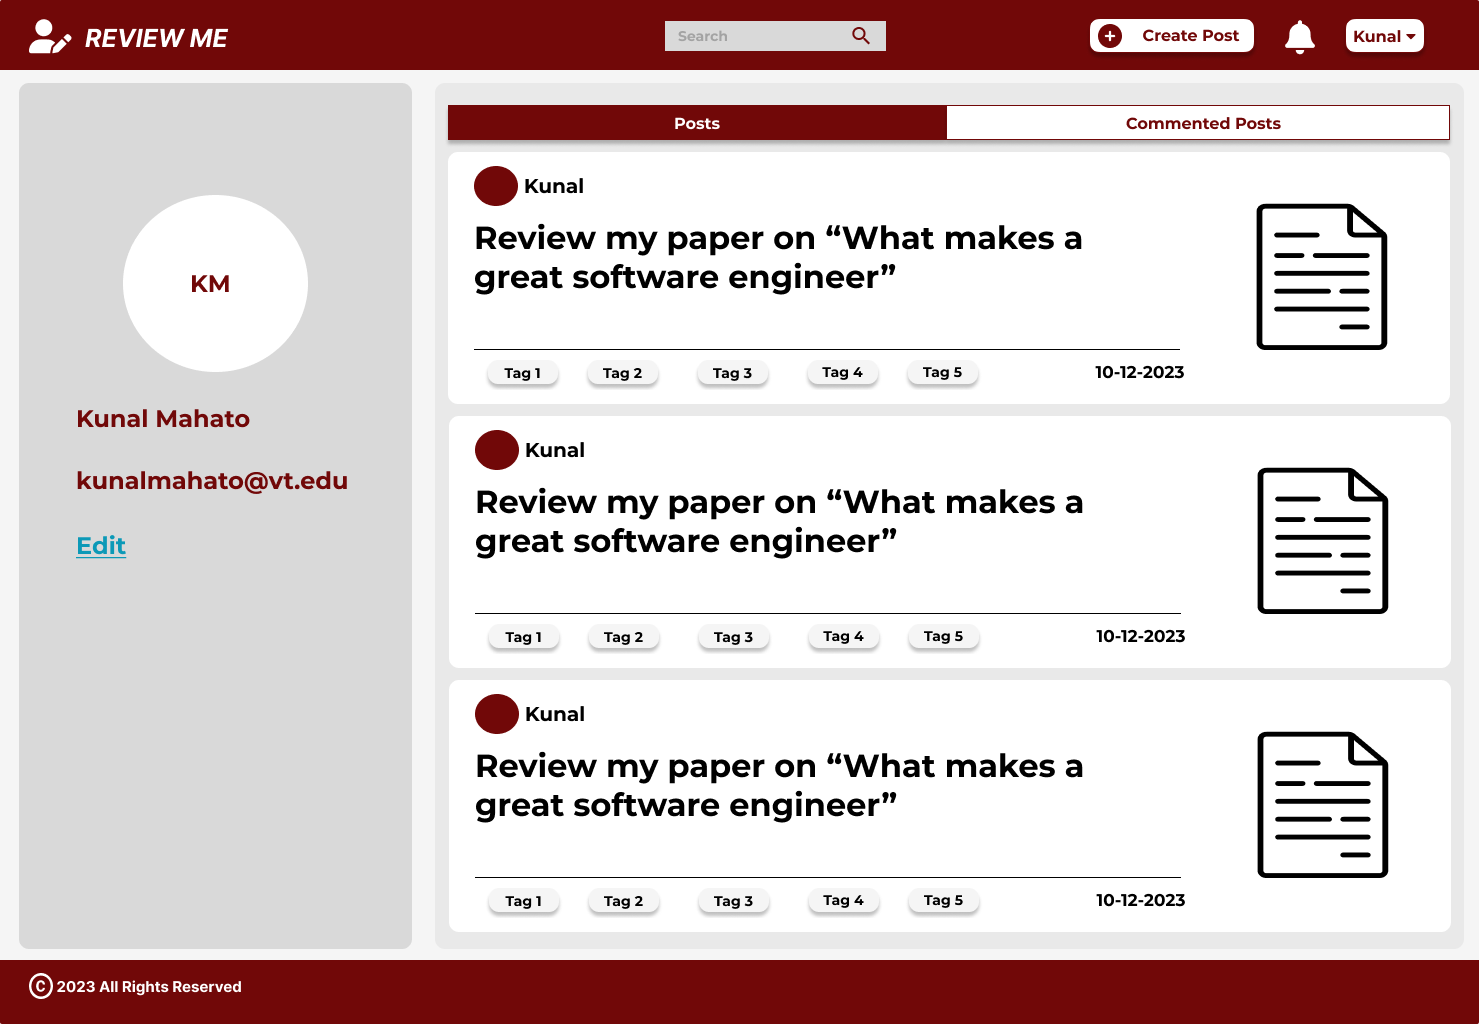 REVIEW ME
Search
Create Post
Kunal
KM
Kunal Mahato
kunalmahato@vt.edu
Edit
Posts
Commented Posts
Kunal
Review my paper on “What makes a
great software engineer”
Tag 1 Tag 2 Tag 3 Tag 4 Tag 5 10-12-2023
Kunal
Review my paper on “What makes a
great software engineer”
Tag 1 Tag 2 Tag 3 Tag 4 Tag 5 10-12-2023
Kunal
Review my paper on “What makes a
great software engineer”
Tag 1 Tag 2 Tag 3 Tag 4 Tag 5 10-12-2023
© 2023 All Rights Reserved